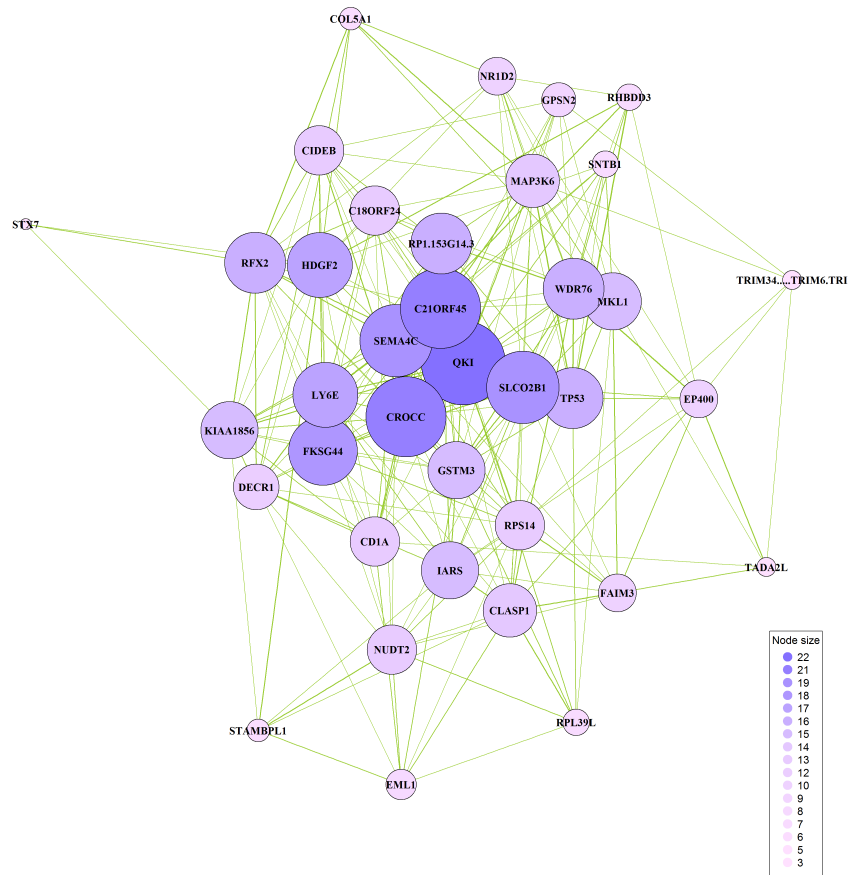 COL5A1
NR1D2
GPSN2
RHBDD3
CIDEB
SNTB1
MAP3K6
C18ORF24
STX7
RP1.153G14.3
RFX2
HDGF2
TRIM34.....TRIM6.TRI
WDR76
MKL1
C21ORF45
SEMA4C
QKI
SLCO2B1
LY6E
TP53
EP400
CROCC
KIAA1856
FKSG44
GSTM3
DECR1
RPS14
CD1A
TADA2L
IARS
FAIM3
CLASP1
NUDT2
RPL39L
STAMBPL1
EML1
Node size
22
21
19
18
17
16
15
14
13
12
10
9
8
7
6
5
3